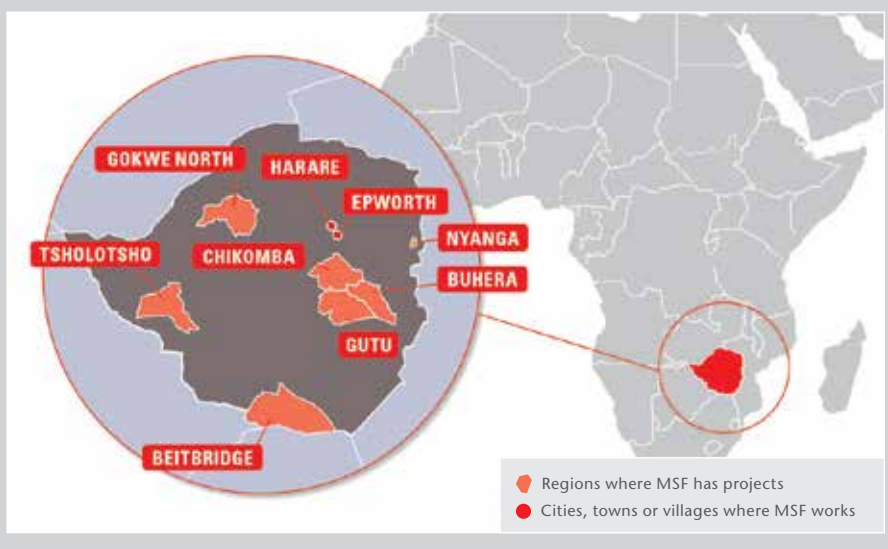 GOKWE NORTH
HARARE
EPWORTH
NYANGA
TSHOLOTSHO
CHIKOMBA
BUHERA
GUTU
BEITBRIDGE
Regions where MSF has projects
Cities, towns or villages where MSF works